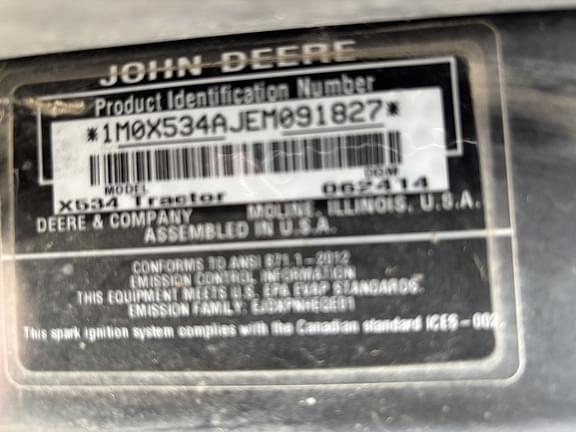 JOHN DEERE
Product Identification Number
*1M0X534AJEM091827*
MODEL DOM
X534 Tractor 062414
DEERE & COMPANY MOLINE, ILLINOIS, U.S.A.
ASSEMBLED IN U.S.A.
CONFORMS TO ANSI B71.1-2012
EMISSION CONTROL INFORMATION
THIS EQUIPMENT MEETS U.S. EPA EVAP STANDARDS.
EMISSION FAMILY:
This spark ignition system complies with the Canadian standard ICES-002.